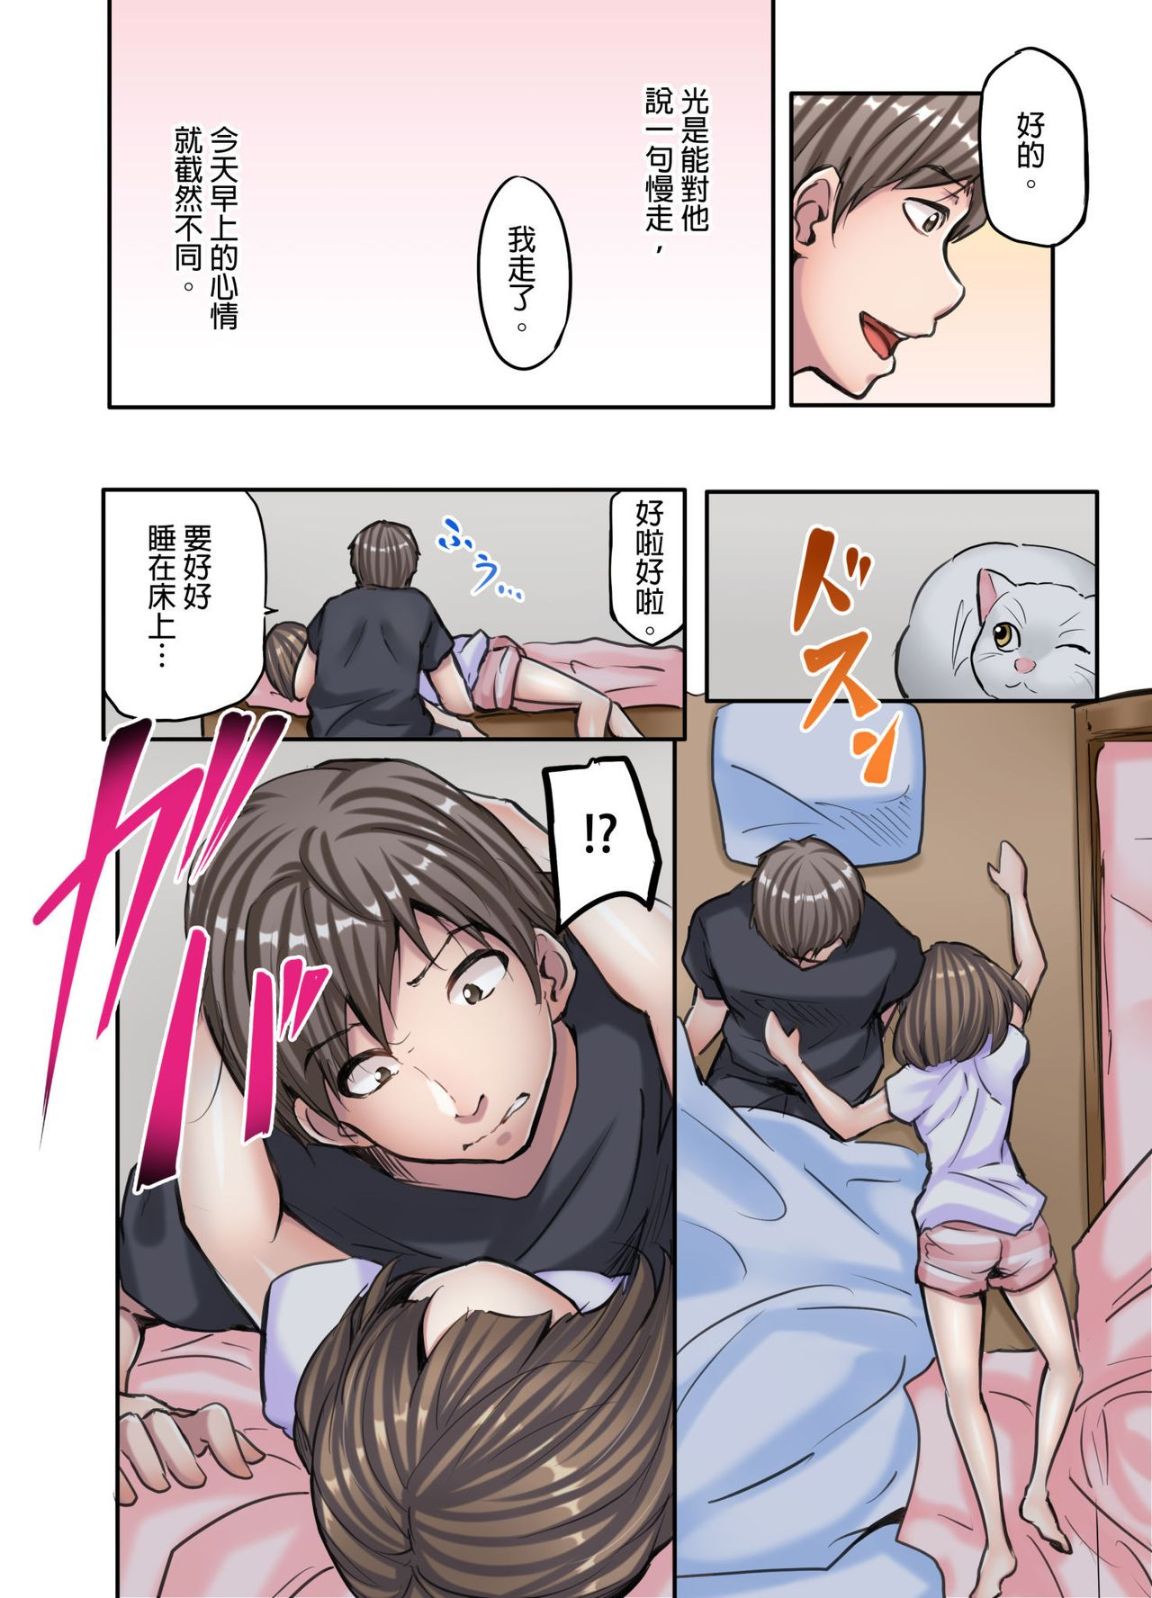 好的。
光是能對他
說一句慢走，
我走了。
今天早上的心情
就截然不同。
ドスン
好啦好啦。
ふぅ…
要好好
睡在床上…
!?
ガバッ